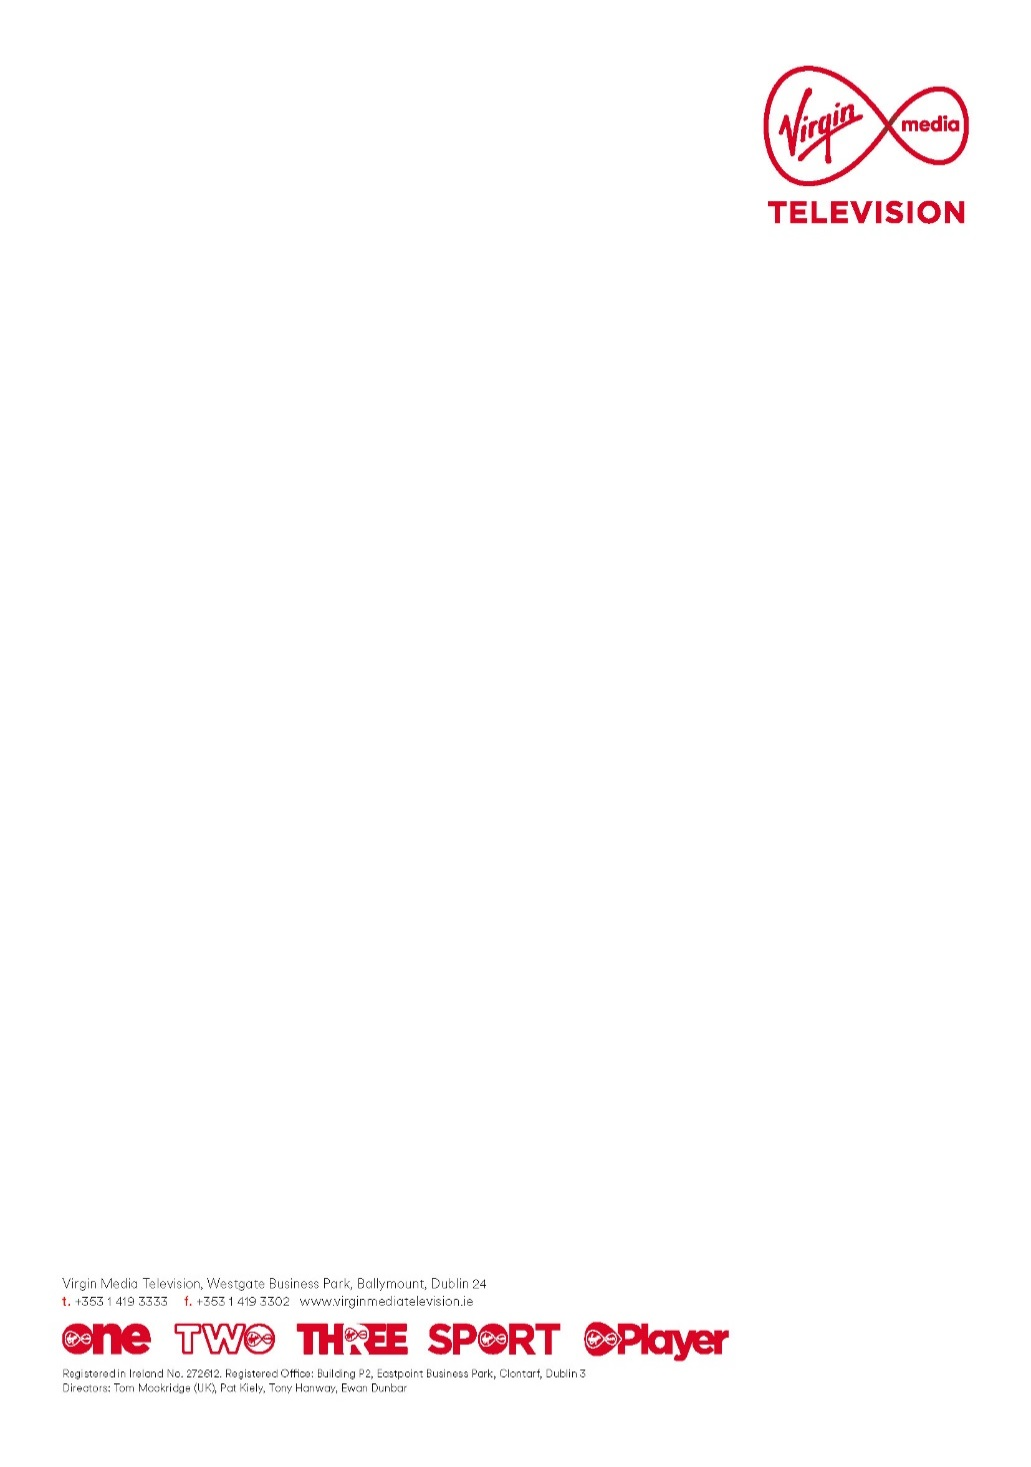 Virgin media
TELEVISION
Virgin Media Television, Westgate Business Park, Ballymount, Dublin 24
t. +353 1 419 3333 f. +353 1 419 3302 www.virginmediatelevision.ie
one TWO THREE SPORT Player
Registered in Ireland No. 272612. Registered Office: Building P2, Eastpoint Business Park, Clontarf, Dublin 3
Directors: Tom Mockridge (UK), Pat Kiely, Tony Hanway, Ewan Dunbar